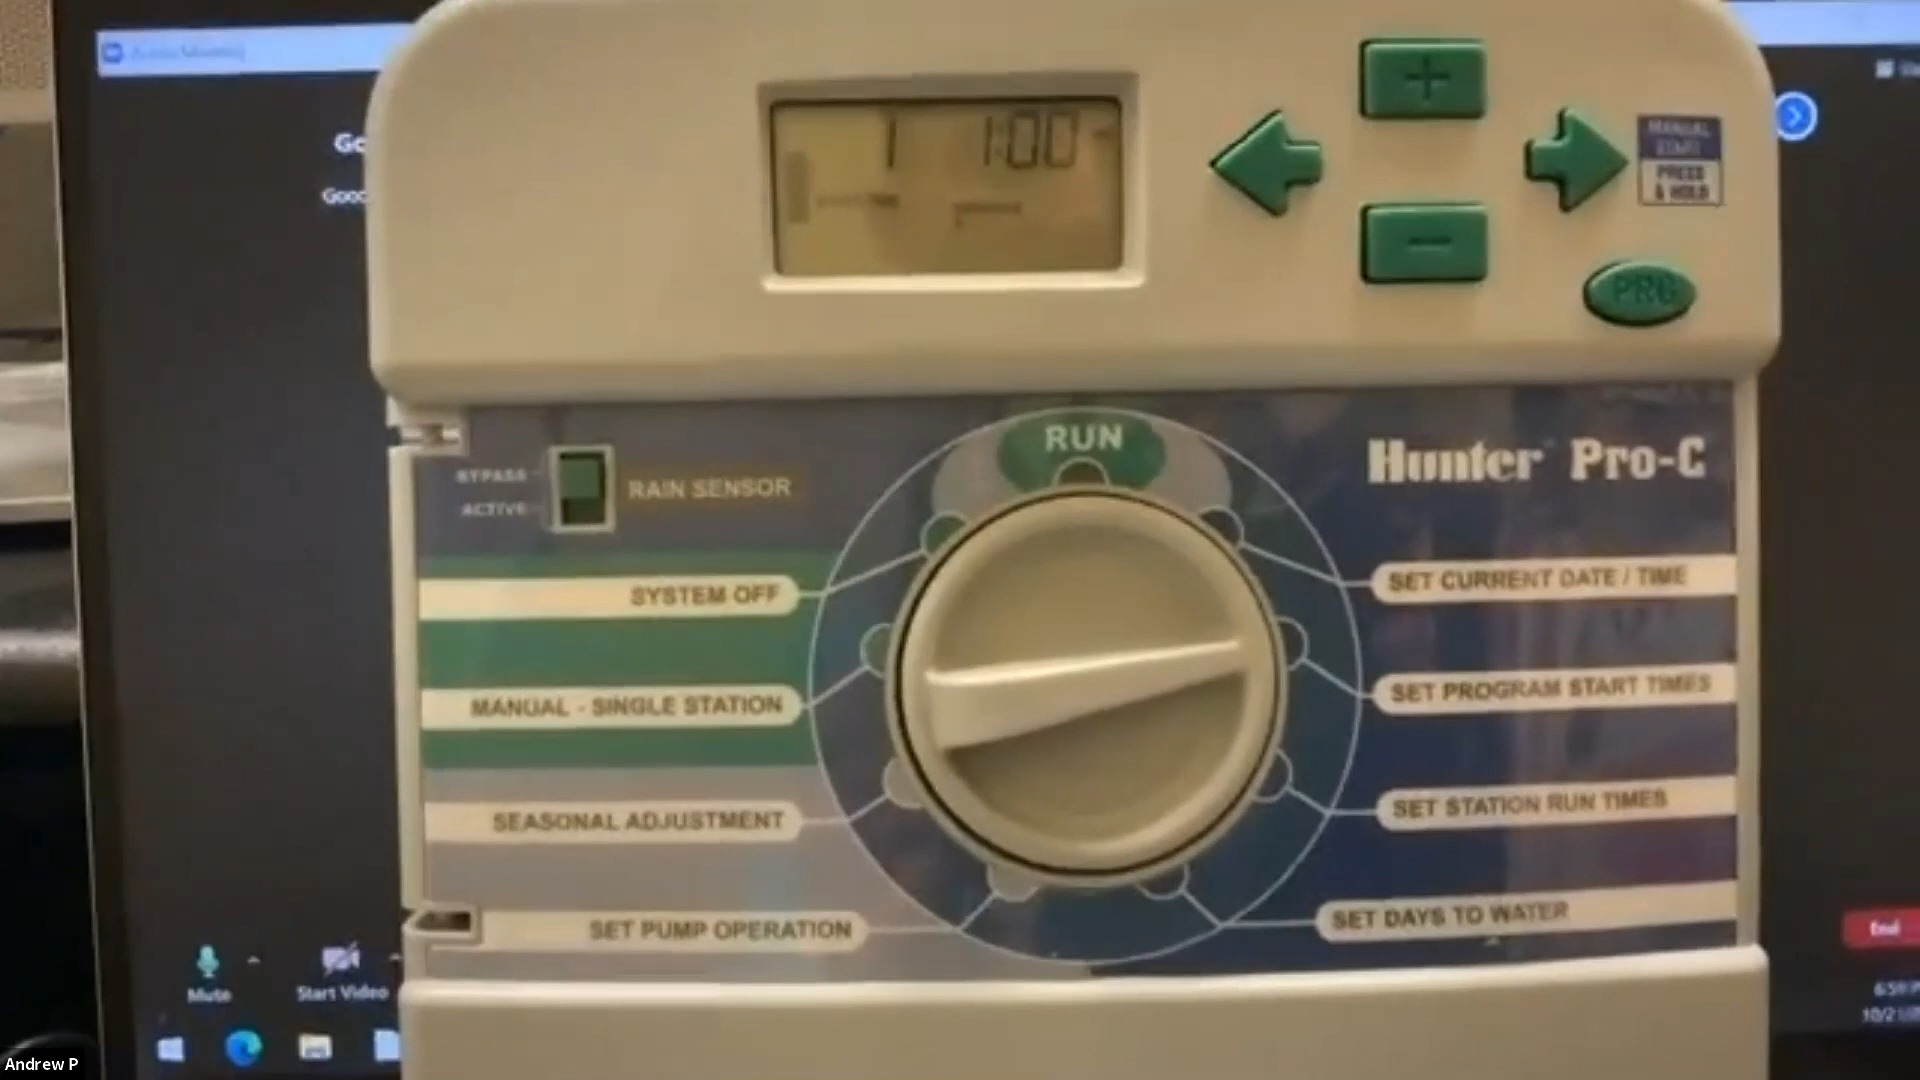 Go
Good
1 1:00
+
MANUAL
START
PRESS
& HOLD
−
PRG
RUN
Hunter Pro-C
BYPASS
ACTIVE
RAIN SENSOR
SYSTEM OFF
SET CURRENT DATE / TIME
MANUAL - SINGLE STATION
SET PROGRAM START TIMES
SEASONAL ADJUSTMENT
SET STATION RUN TIMES
SET PUMP OPERATION
SET DAYS TO WATER
End
Mute
Start Video
Andrew P